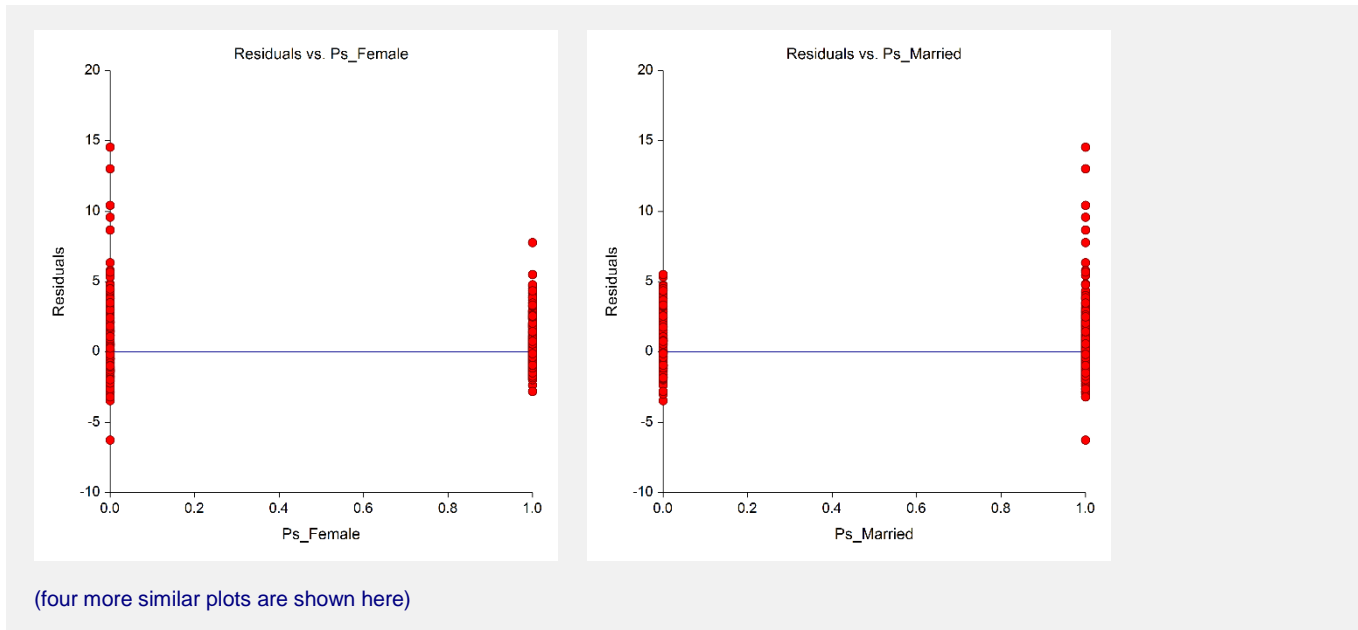 Residuals vs. Ps_Female
20
15
10
5
0
-5
-10
Residuals
0.0 0.2 0.4 0.6 0.8 1.0
Ps_Female
Residuals vs. Ps_Married
20
15
10
5
0
-5
-10
Residuals
0.0 0.2 0.4 0.6 0.8 1.0
Ps_Married
(four more similar plots are shown here)